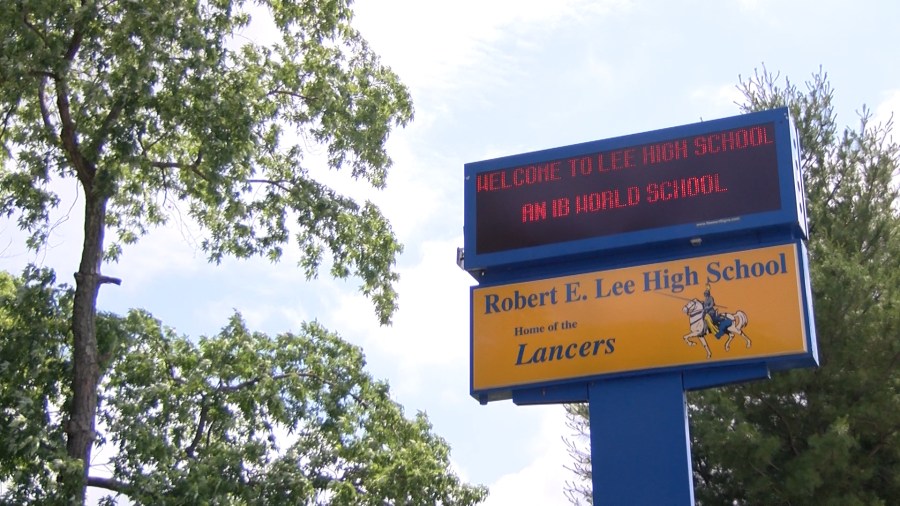 WELCOME TO LEE HIGH SCHOOL
AN IB WORLD SCHOOL
Robert E. Lee High School
Home of the
Lancers